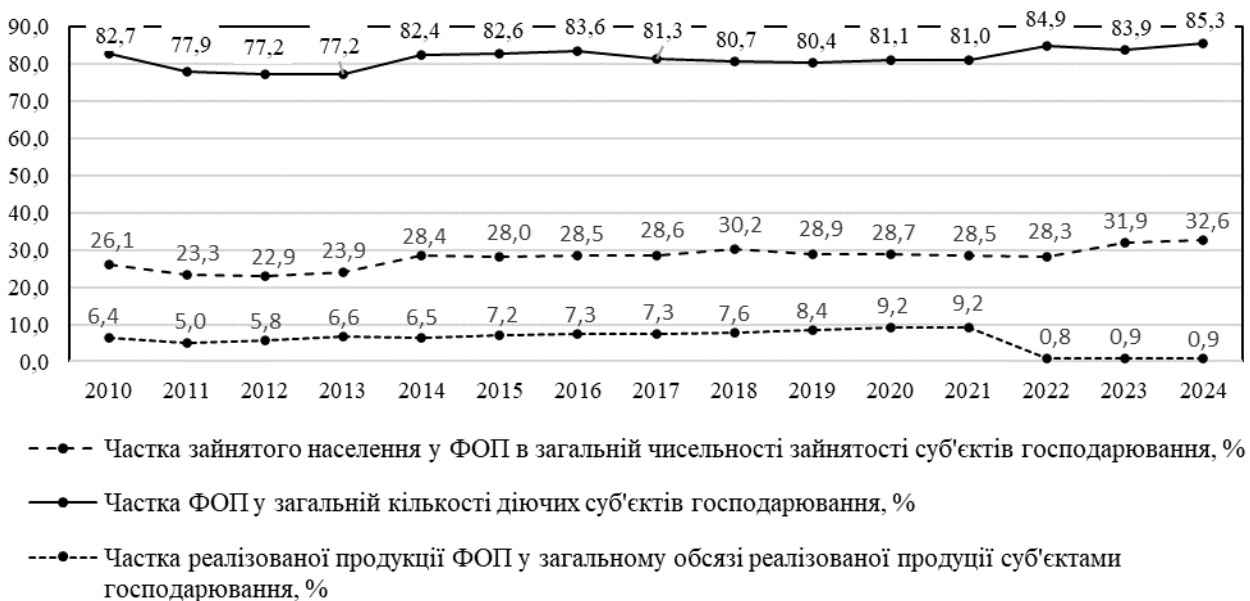 90,0
80,0
70,0
60,0
50,0
40,0
30,0
20,0
10,0
0,0
82,7 77,9 77,2 77,2 82,4 82,6 83,6 81,3 80,7 80,4 81,1 81,0 84,9 83,9 85,3
26,1 23,3 22,9 23,9 28,4 28,0 28,5 28,6 30,2 28,9 28,7 28,5 28,3 31,9 32,6
6,4 5,0 5,8 6,6 6,5 7,2 7,3 7,3 7,6 8,4 9,2 9,2 0,8 0,9 0,9
2010 2011 2012 2013 2014 2015 2016 2017 2018 2019 2020 2021 2022 2023 2024
Частка зайнятого населення у ФОП в загальній чисельності зайнятості суб'єктів господарювання, %
Частка ФОП у загальній кількості діючих суб'єктів господарювання, %
Частка реалізованої продукції ФОП у загальному обсязі реалізованої продуції суб'єктами
господарювання, %